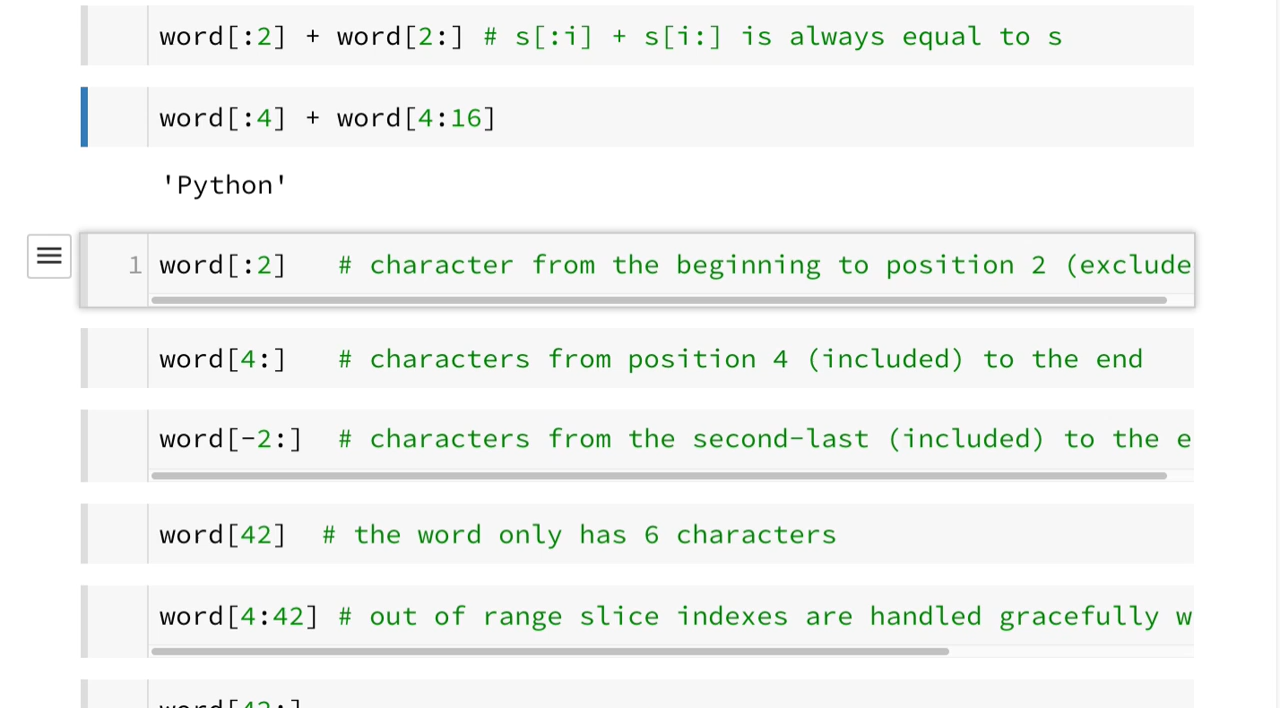 word[:2] + word[2:] # s[:i] + s[i:] is always equal to s
word[:4] + word[4:16]
'Python'
1 word[:2] # character from the beginning to position 2 (exclude
word[4:] # characters from position 4 (included) to the end
word[-2:] # characters from the second-last (included) to the e
word[42] # the word only has 6 characters
word[4:42] # out of range slice indexes are handled gracefully w
word[42:]